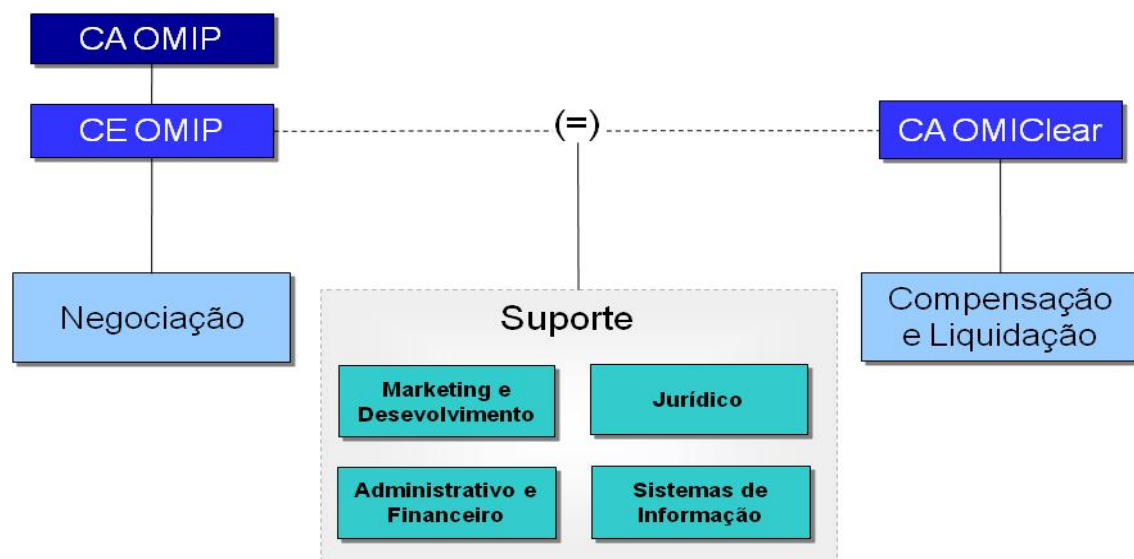 CA OMIP
CE OMIP
(=)
CA OMIClear
Negociação
Compensação
e Liquidação
Suporte
Marketing e
Desevolvimento
Jurídico
Administrativo e
Financeiro
Sistemas de
Informação